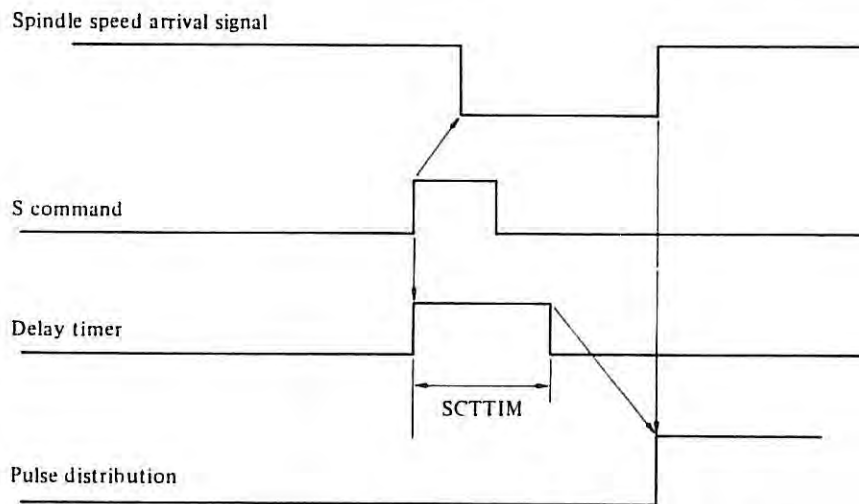 Spindle speed arrival signal
S command
Delay timer
SCTTIM
Pulse distribution